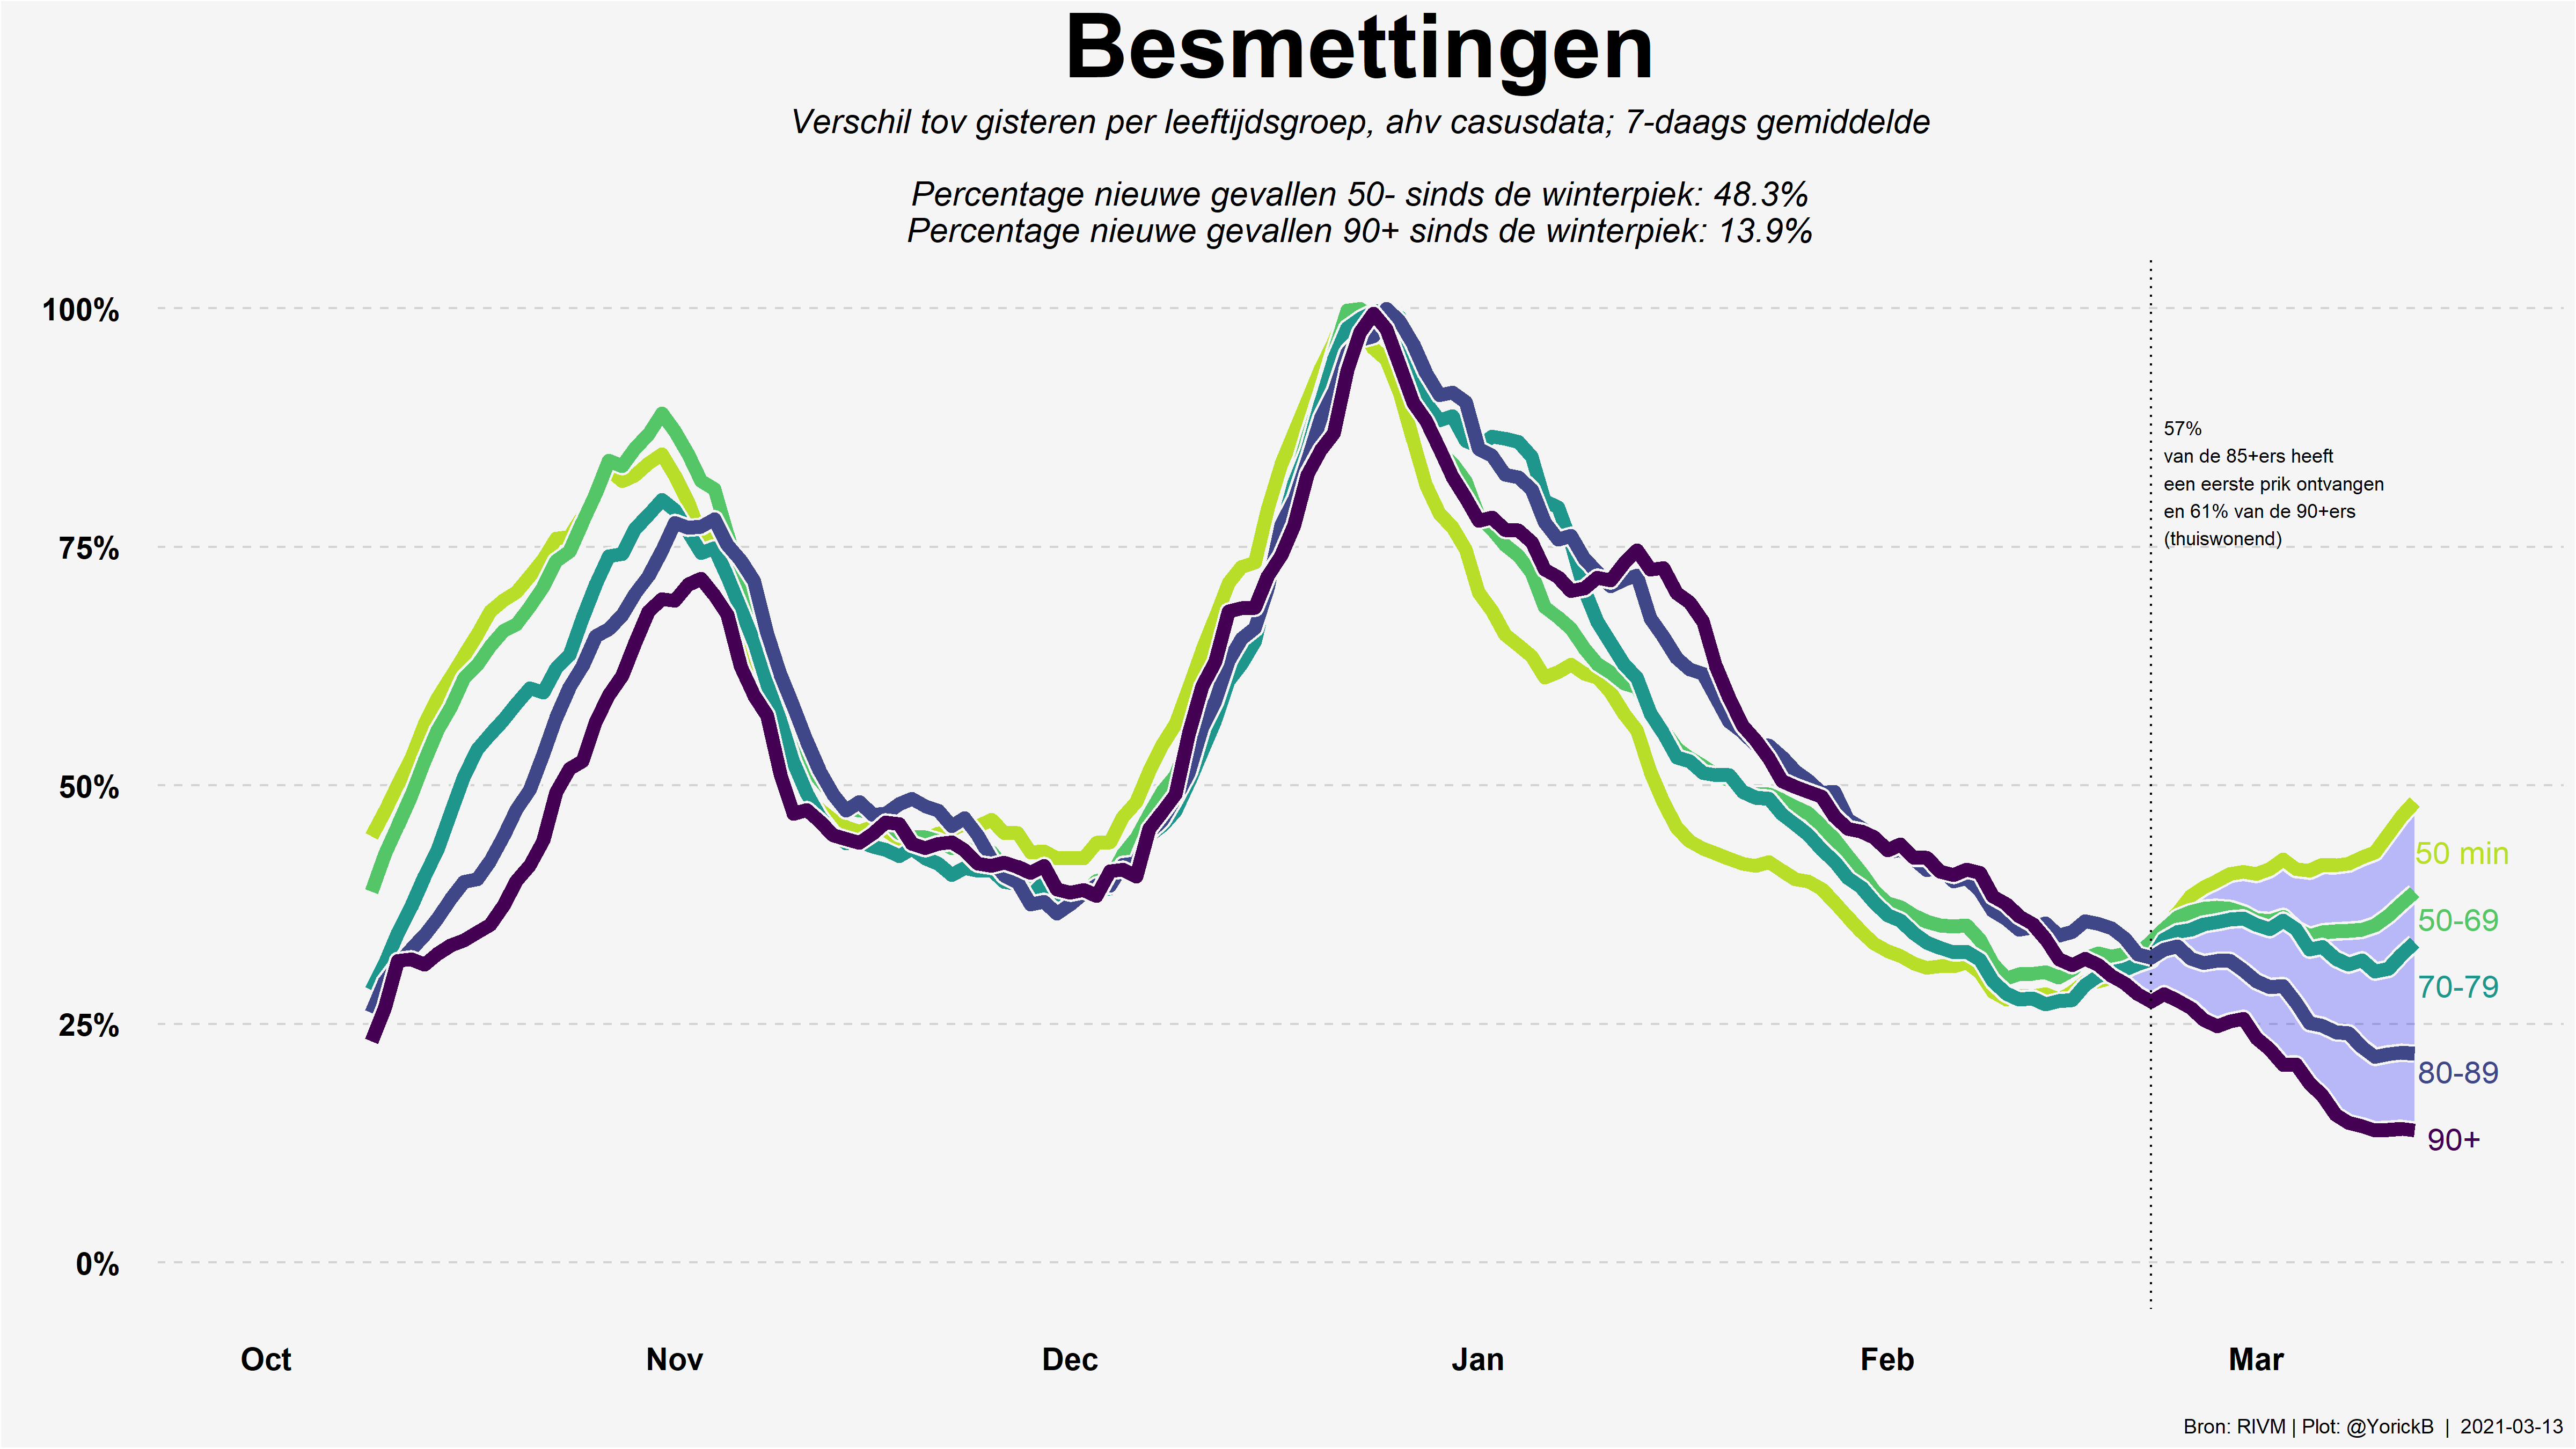 Besmettingen
Verschil tov gisteren per leeftijdsgroep, ahv casusdata; 7-daags gemiddelde
Percentage nieuwe gevallen 50- sinds de winterpiek: 48.3%
Percentage nieuwe gevallen 90+ sinds de winterpiek: 13.9%
100%
75%
50%
25%
0%
57%
van de 85+ers heeft
een eerste prik ontvangen
en 61% van de 90+ers
(thuiswonend)
50 min
50-69
70-79
80-89
90+
Oct Nov Dec Jan Feb Mar
Bron: RIVM | Plot: @YorickB | 2021-03-13